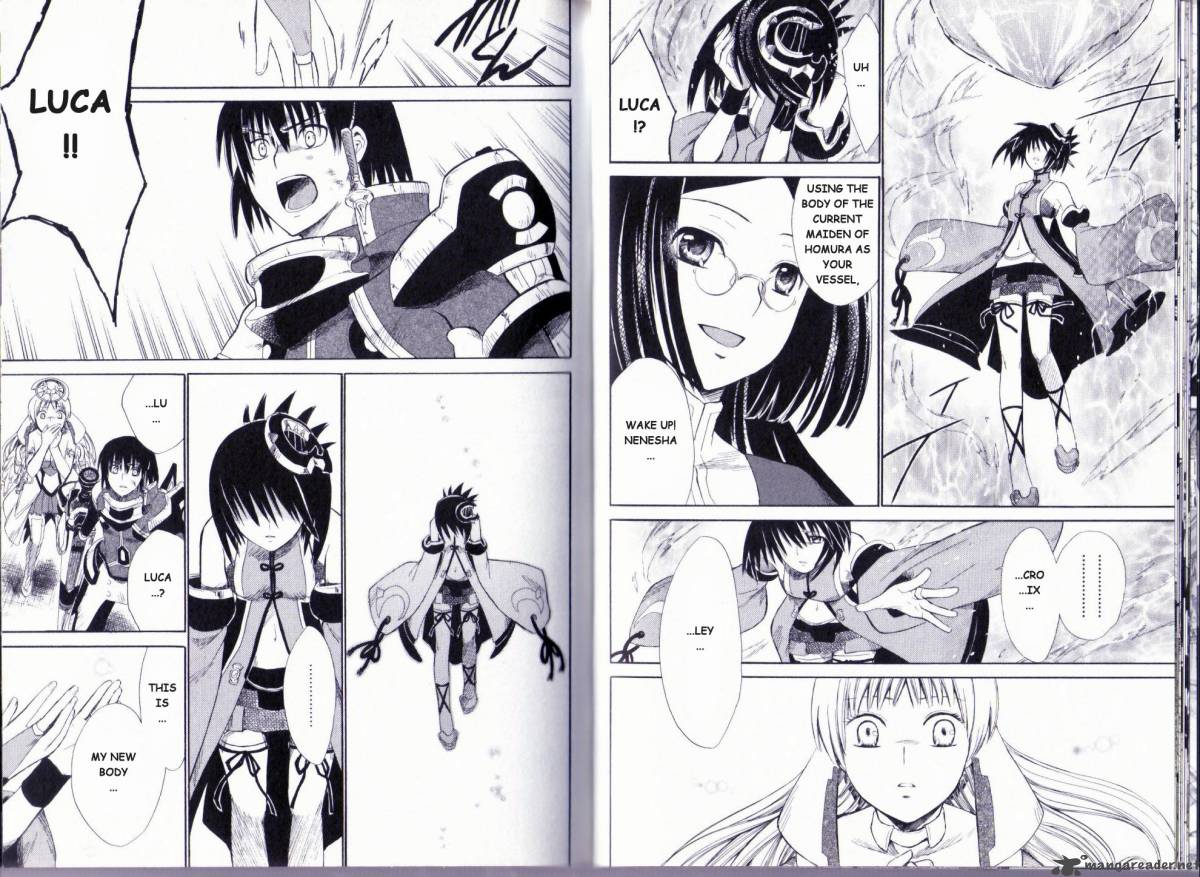 UH
...
LUCA
!?
USING THE
BODY OF THE
CURRENT
MAIDEN OF
HOMURA AS
YOUR
VESSEL,
WAKE UP!
NENESHA
...
.........
...CRO
IX
...
...LEY
...
LUCA
!!
.........
...LU
...
LUCA
...?
THIS
IS
...
MY NEW
BODY
...
mangareader.net